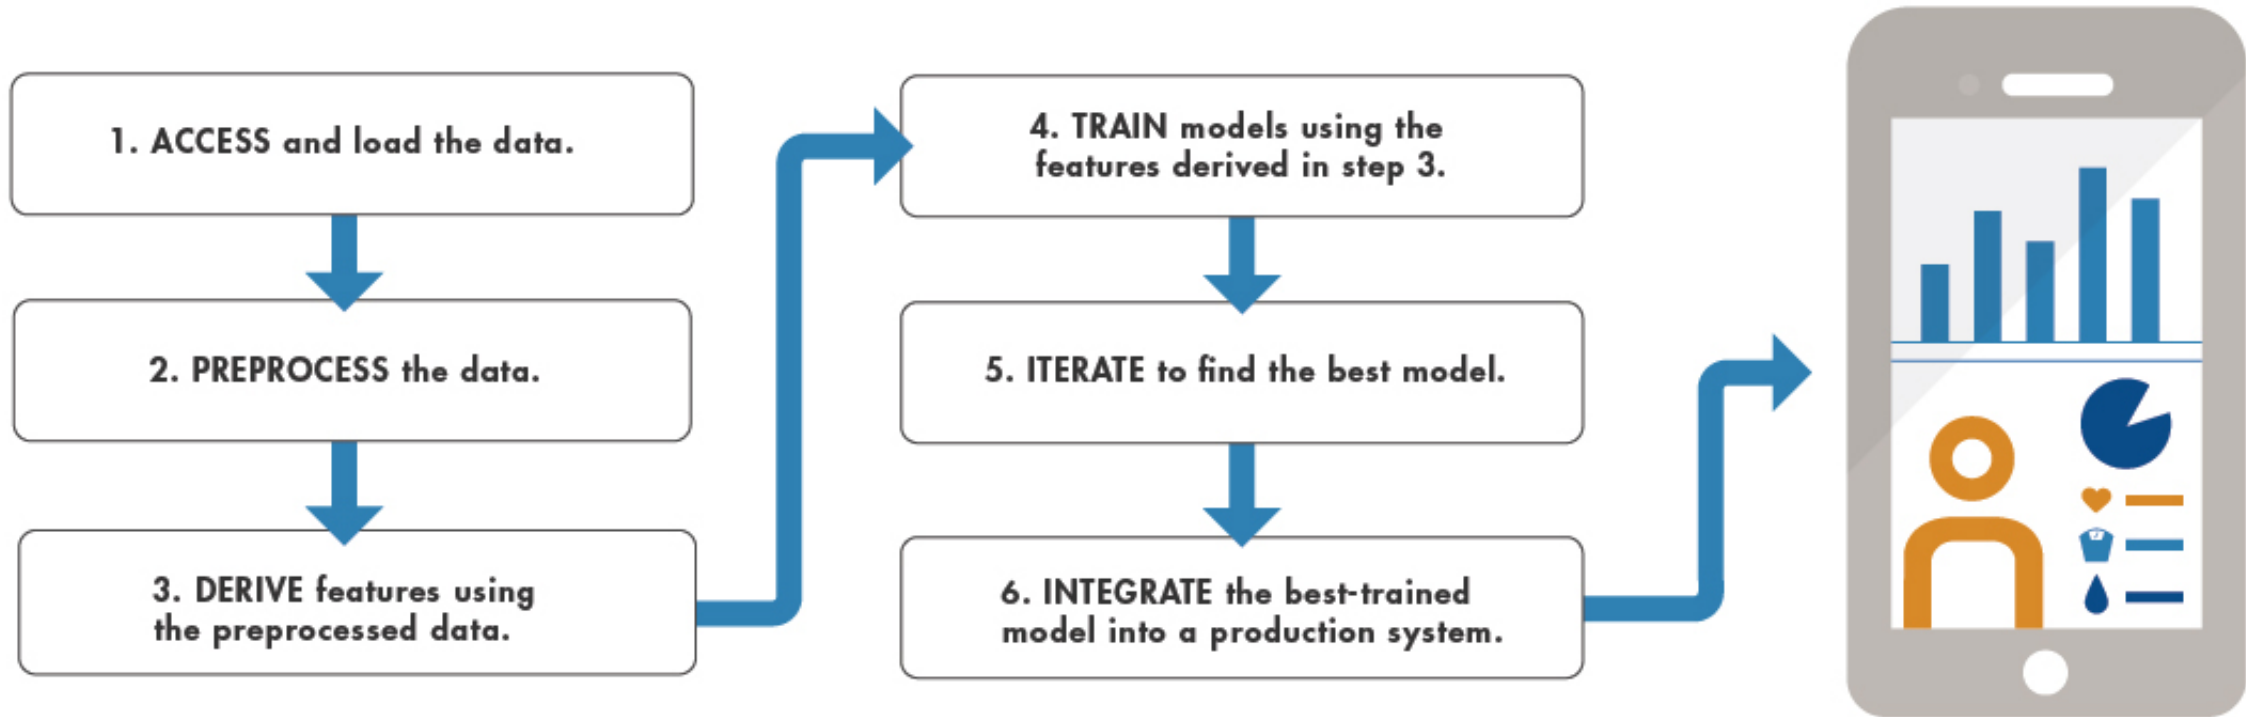 1. ACCESS and load the data.
2. PREPROCESS the data.
3. DERIVE features using
the preprocessed data.
4. TRAIN models using the
features derived in step 3.
5. ITERATE to find the best model.
6. INTEGRATE the best-trained
model into a production system.